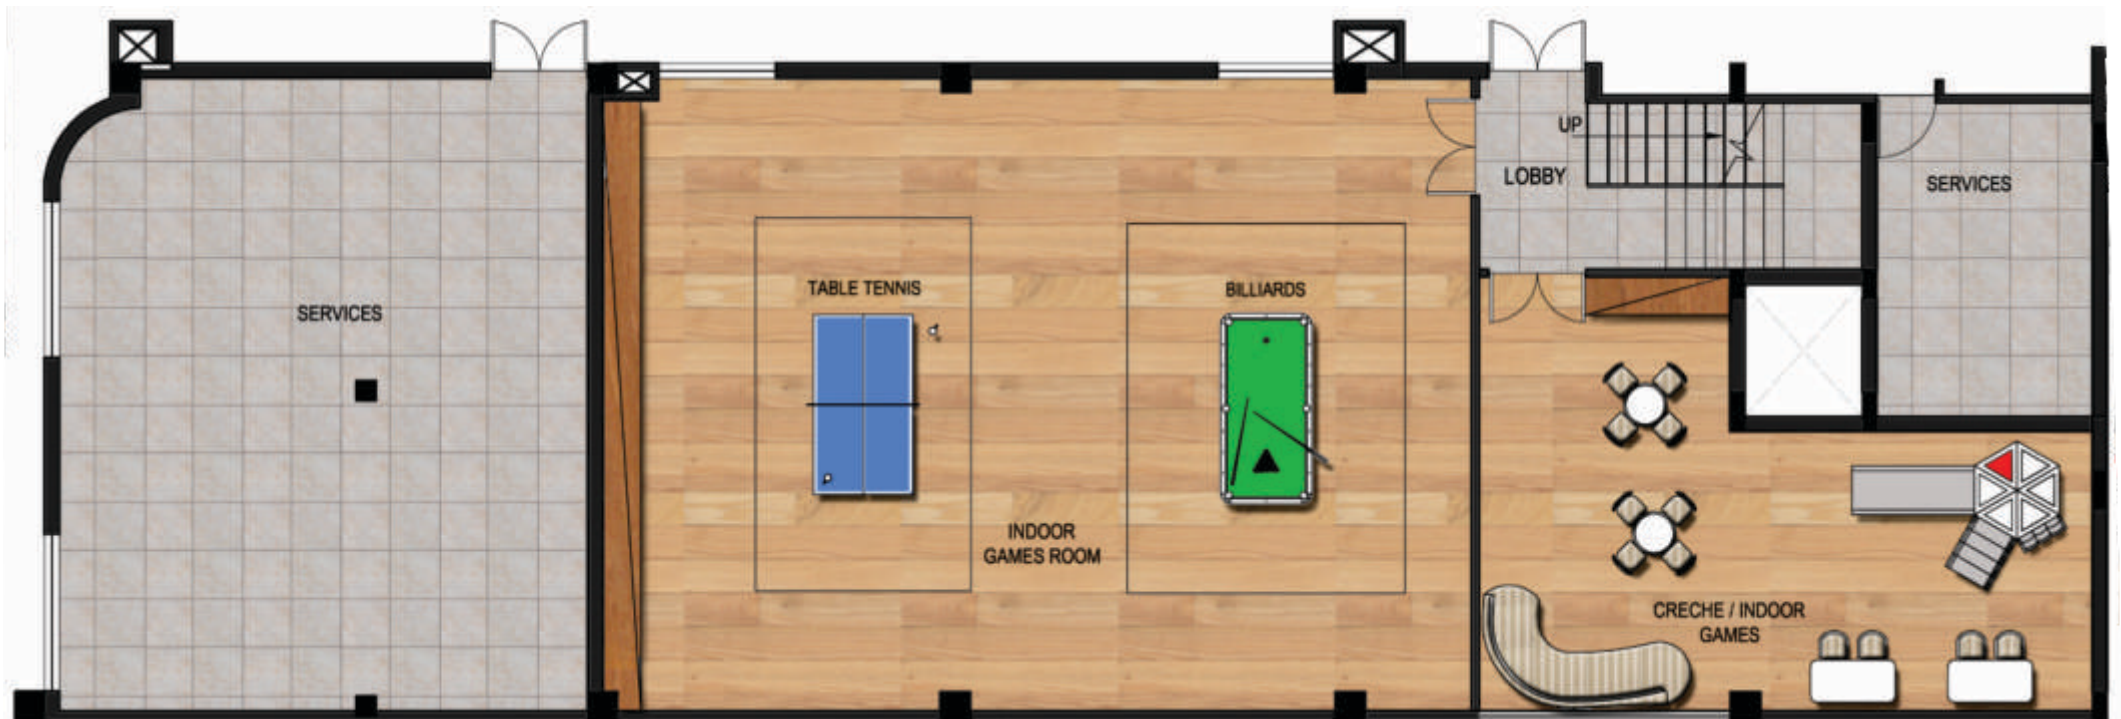 UP
LOBBY
SERVICES
TABLE TENNIS
BILLIARDS
SERVICES
INDOOR
GAMES ROOM
CRECHE / INDOOR
GAMES